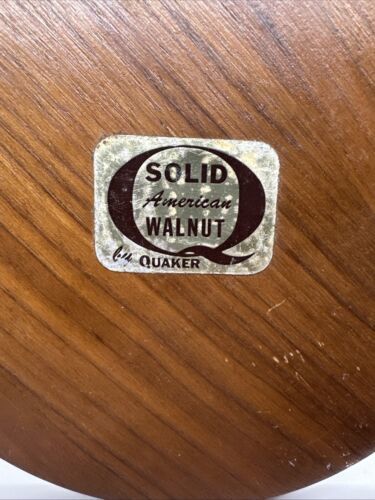 SOLID
American
WALNUT
by QUAKER